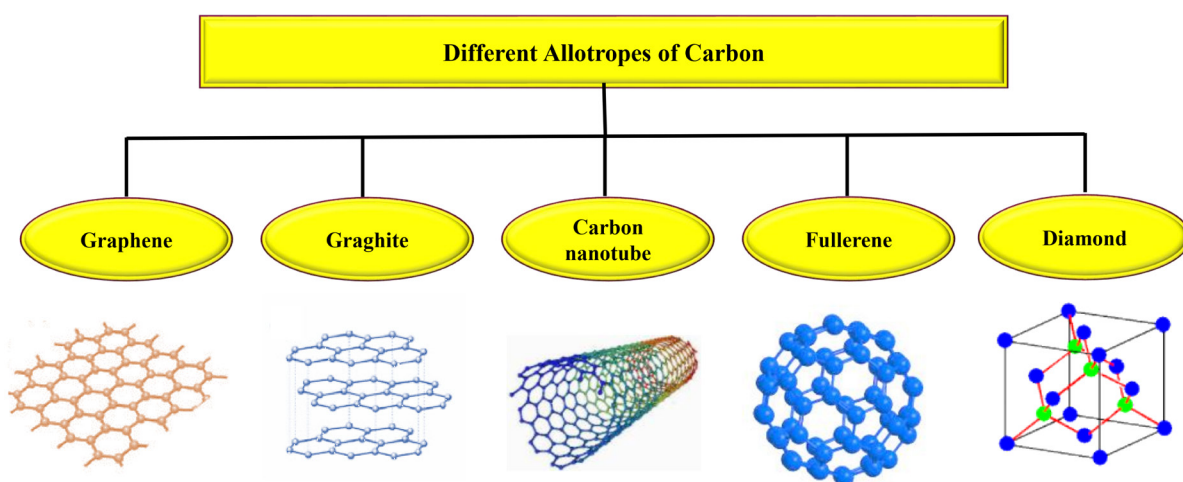 Different Allotropes of Carbon
Graphene
Graghite
Carbon
nanotube
Fullerene
Diamond